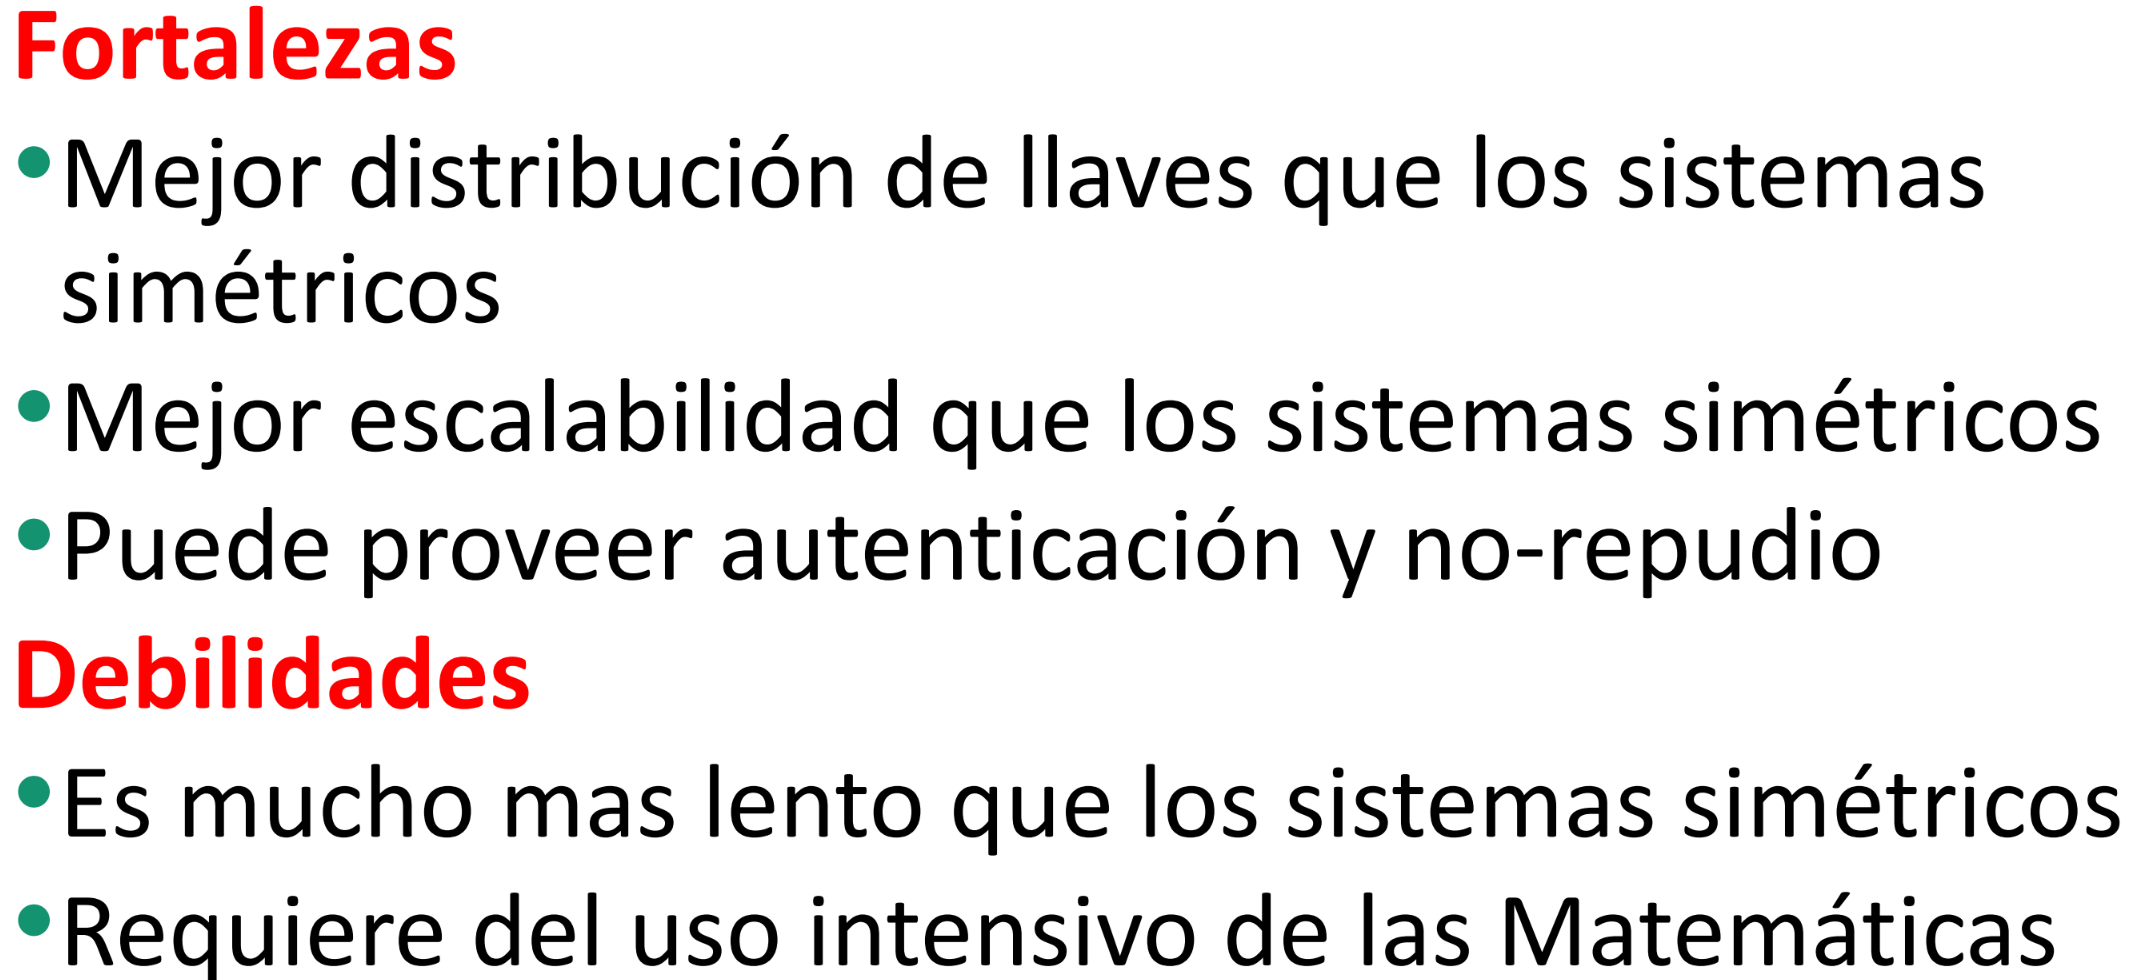 Fortalezas
•Mejor distribución de llaves que los sistemas
simétricos
•Mejor escalabilidad que los sistemas simétricos
•Puede proveer autenticación y no-repudio
Debilidades
•Es mucho mas lento que los sistemas simétricos
•Requiere del uso intensivo de las Matemáticas